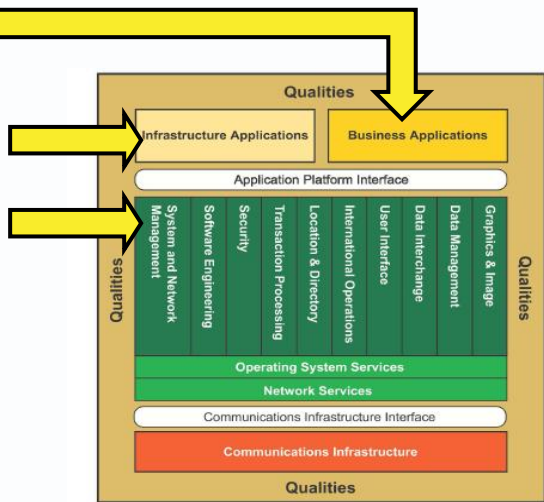 Qualities
Infrastructure Applications
Business Applications
Application Platform Interface
Qualities
System and Network
Management
Software Engineering
Security
Transaction Processing
Location & Directory
International Operations
User Interface
Data Interchange
Data Management
Graphics & Image
Qualities
Operating System Services
Network Services
Communications Infrastructure Interface
Communications Infrastructure
Qualities